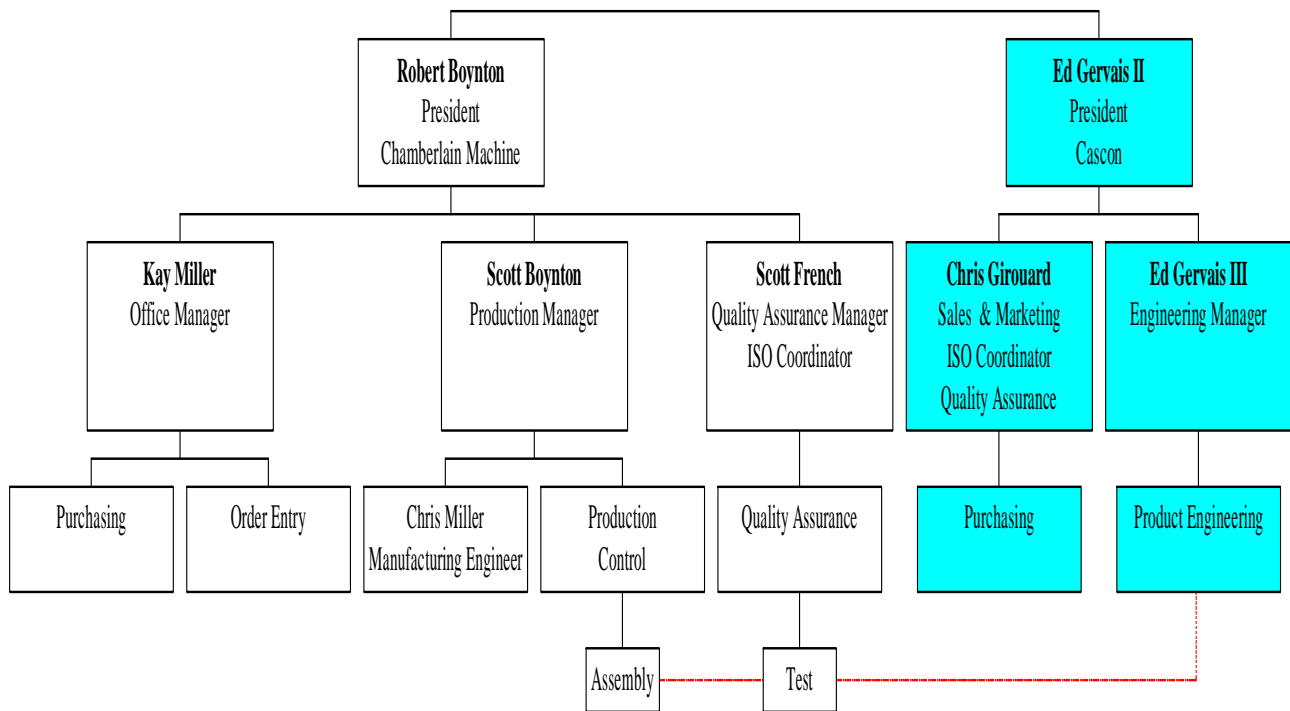 Robert Boynton
President
Chamberlain Machine
Ed Gervais II
President
Cascon
Kay Miller
Office Manager
Scott Boynton
Production Manager
Scott French
Quality Assurance Manager
ISO Coordinator
Chris Girouard
Sales & Marketing
ISO Coordinator
Quality Assurance
Ed Gervais III
Engineering Manager
Purchasing
Order Entry
Chris Miller
Manufacturing Engineer
Production
Control
Quality Assurance
Purchasing
Product Engineering
Assembly
Test